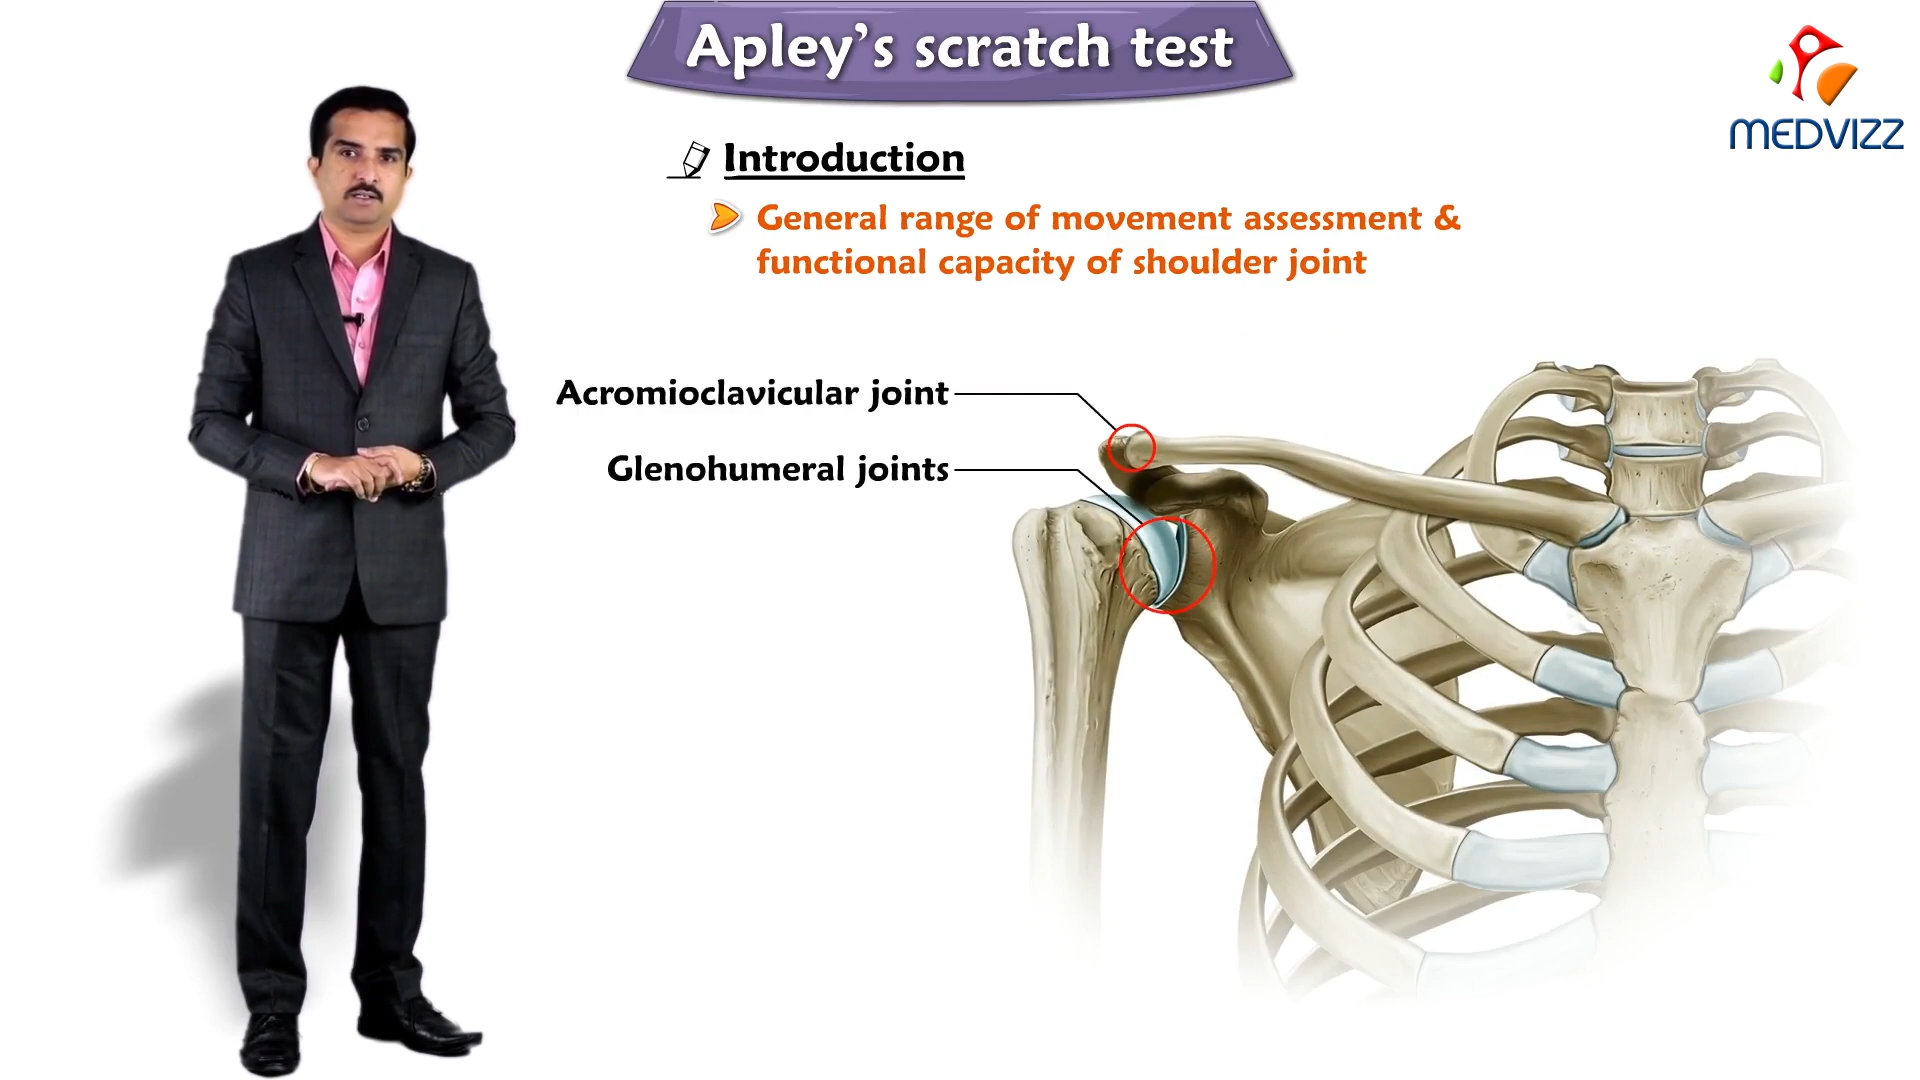 Apley's scratch test
MEDVIZZ
Introduction
General range of movement assessment &
functional capacity of shoulder joint
Acromioclavicular joint
Glenohumeral joints